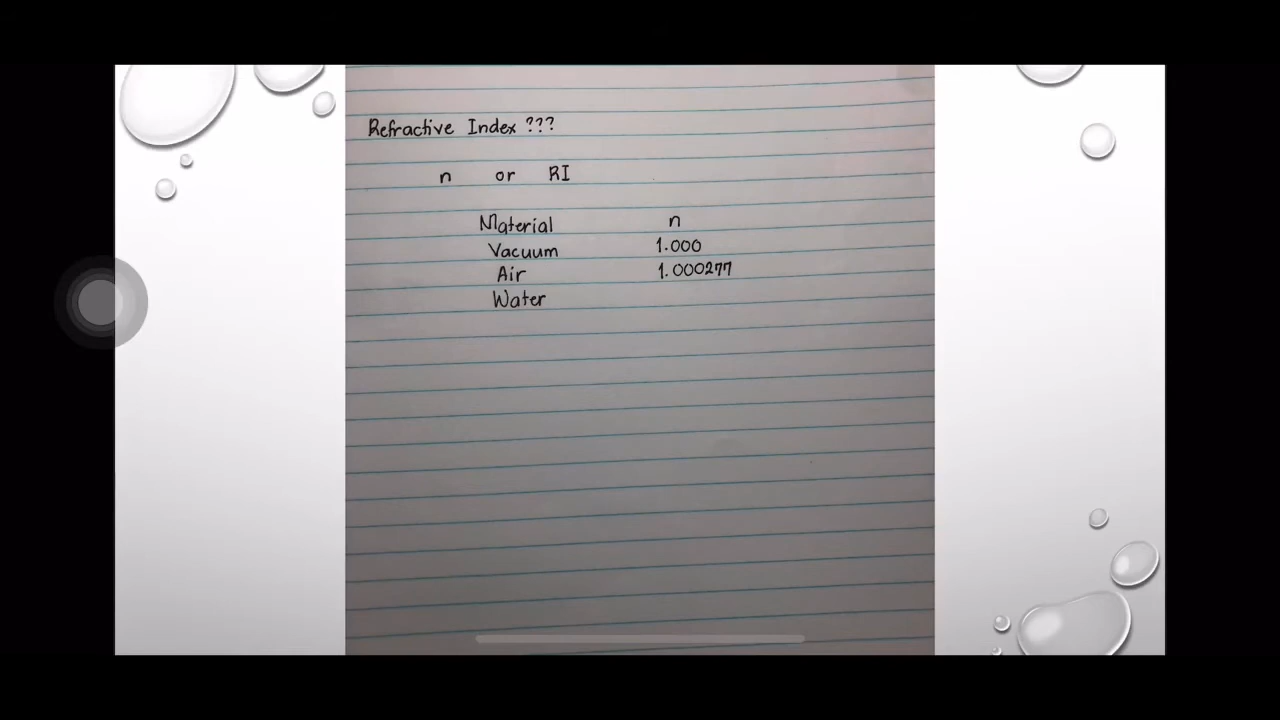 Refractive Index ???
n or RI
Material n
Vacuum 1.000
Air 1.000277
Water